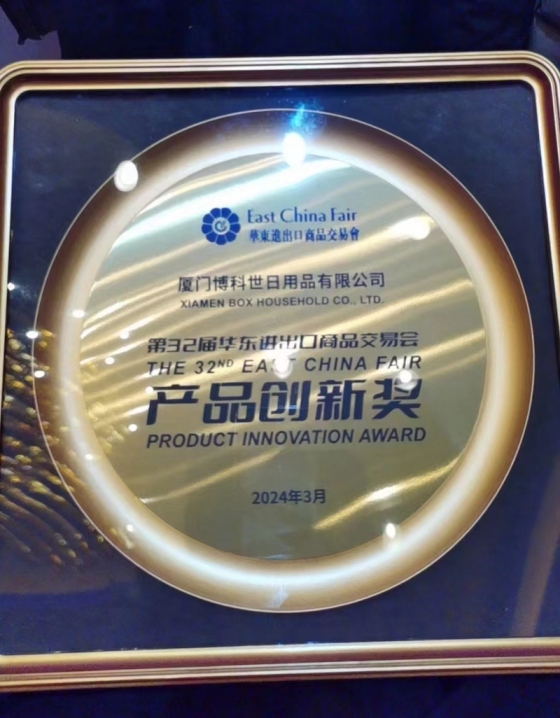 East China Fair
華東進出口商品交易會
厦门博科世日用品有限公司
XIAMEN BOX HOUSEHOLD CO., LTD.
第32届华东进出口商品交易会
THE 32ND EAST CHINA FAIR
产品创新奖
PRODUCT INNOVATION AWARD
2024年3月